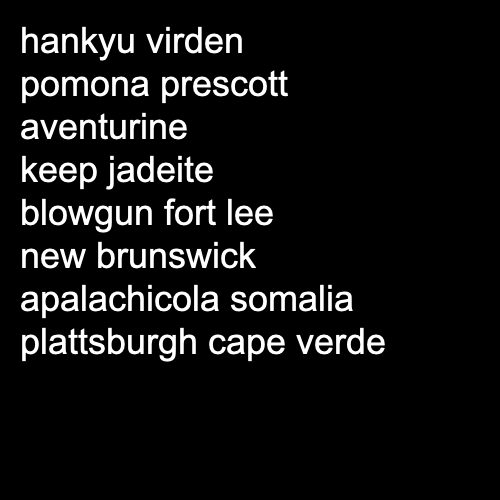 hankyu virden
pomona prescott
aventurine
keep jadeite
blowgun fort lee
new brunswick
apalachicola somalia
plattsburgh cape verde